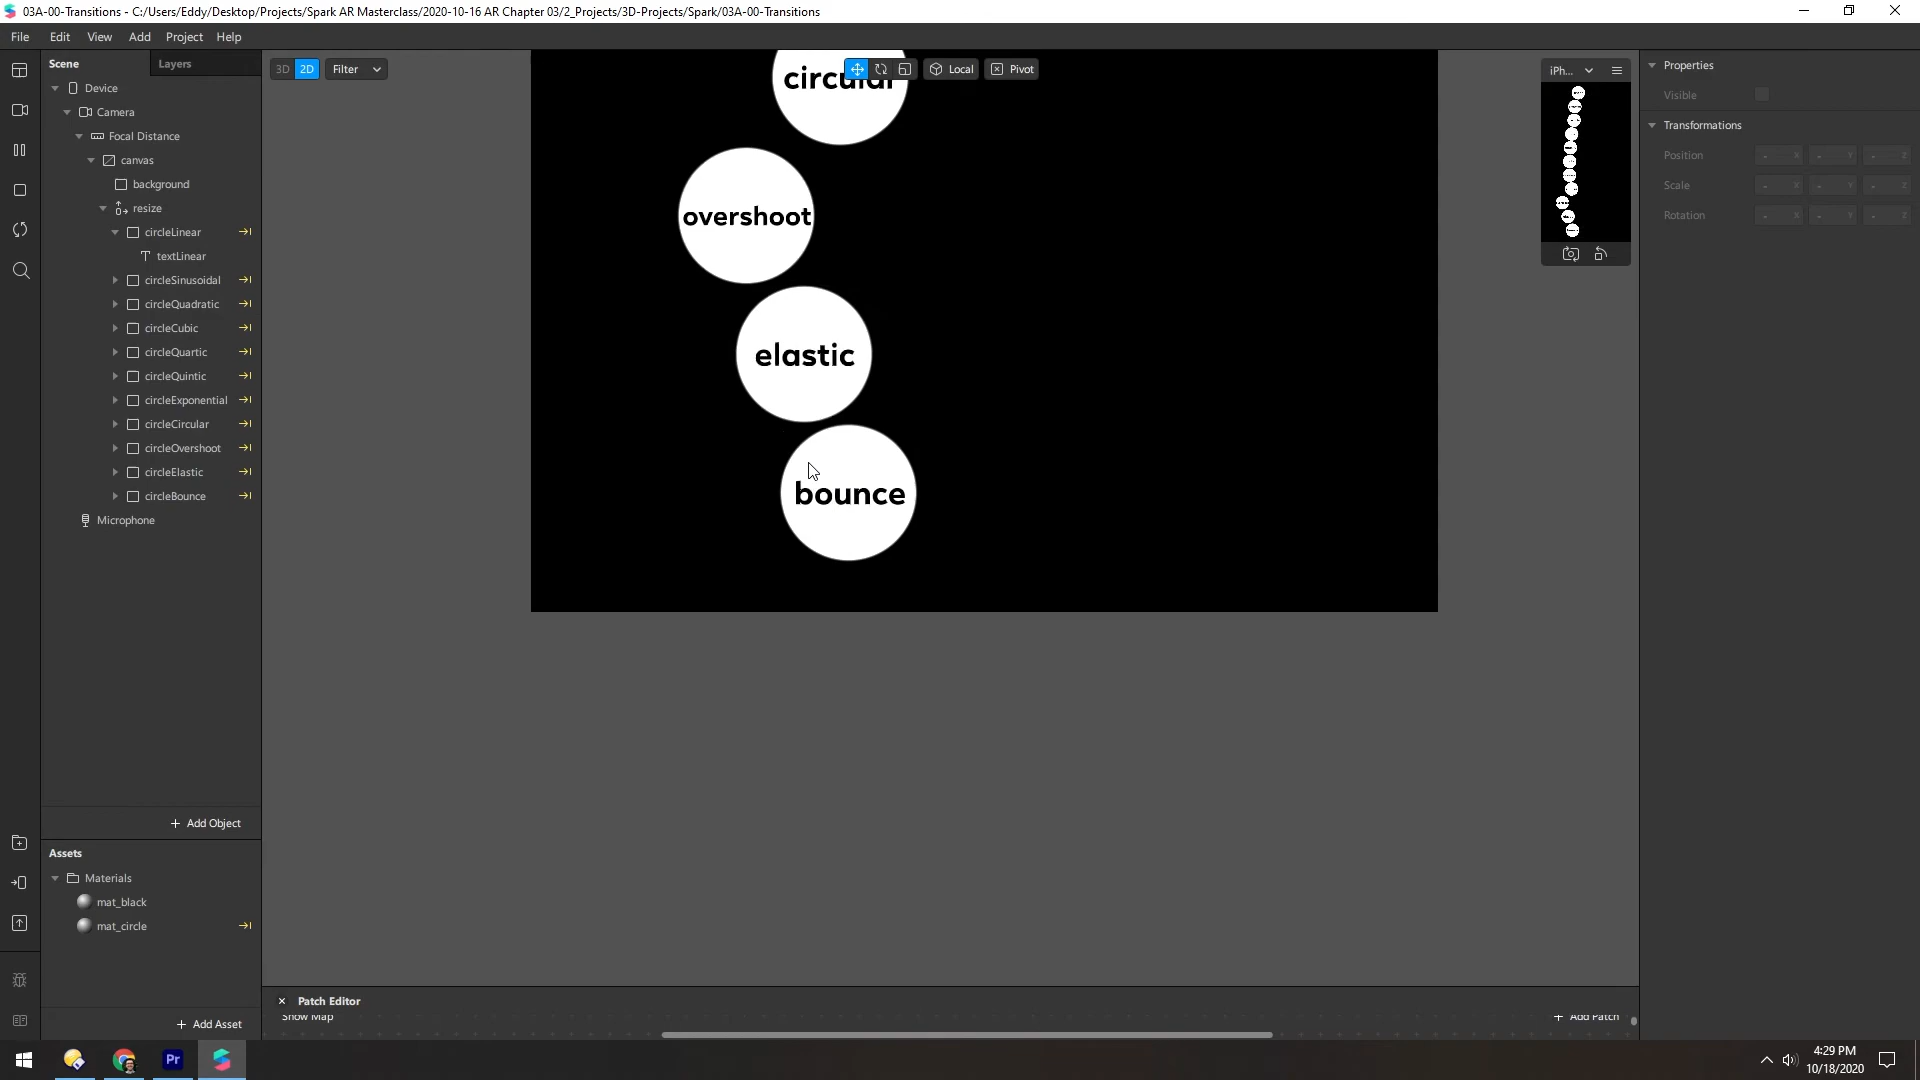 03A-00-Transitions - C:/Users/Eddy/Desktop/Projects/Spark AR Masterclass/2020-10-16 AR Chapter 03/2_Projects/3D-Projects/Spark/03A-00-Transitions
File Edit View Add Project Help
Scene Layers
3D 2D Filter
Local Pivot
iPh...
Properties
Visible
Transformations
Position X Y Z
Scale X Y Z
Rotation X Y Z
Device
Camera
Focal Distance
canvas
background
resize
circleLinear
textLinear
circleSinusoidal
circleQuadratic
circleCubic
circleQuartic
circleQuintic
circleExponential
circleCircular
circleOvershoot
circleElastic
circleBounce
Microphone
circular
overshoot
elastic
bounce
+ Add Object
Assets
Materials
mat_black
mat_circle
+ Add Asset
Patch Editor
Show Map
+ Add Patch
Pr
4:29 PM
10/18/2020